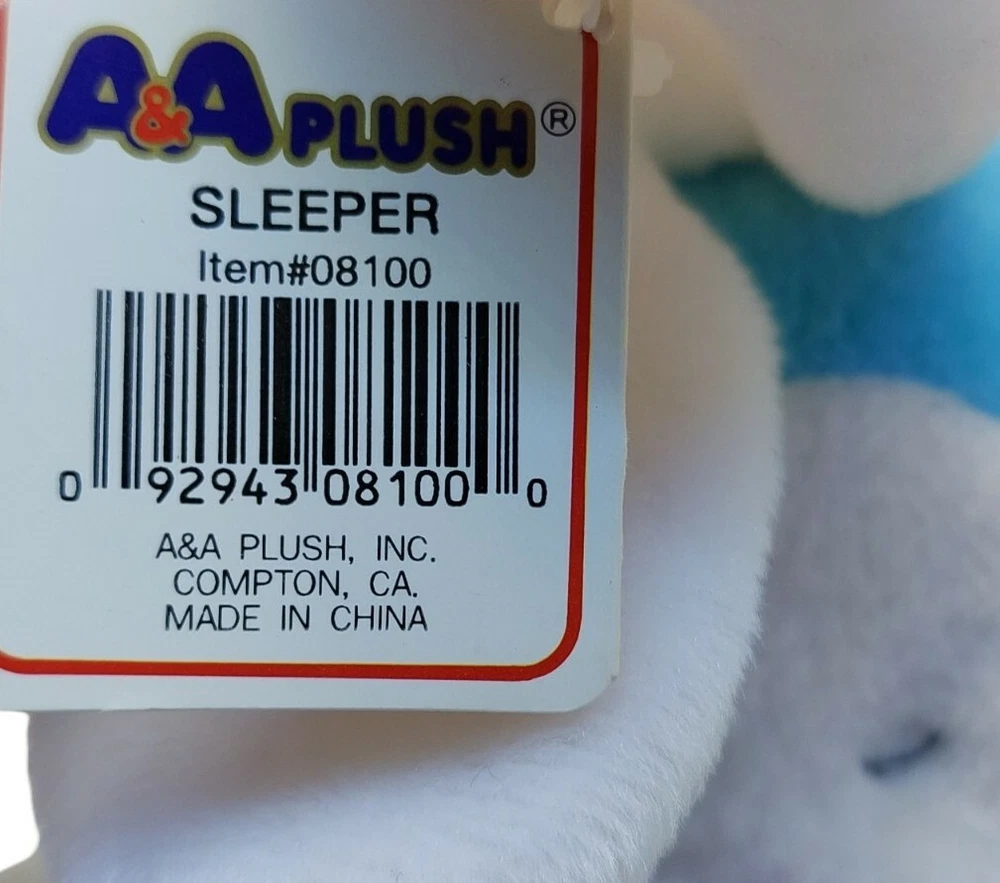 A&A PLUSH®
SLEEPER
Item#08100
0 92943 08100 0
A&A PLUSH, INC.
COMPTON, CA.
MADE IN CHINA